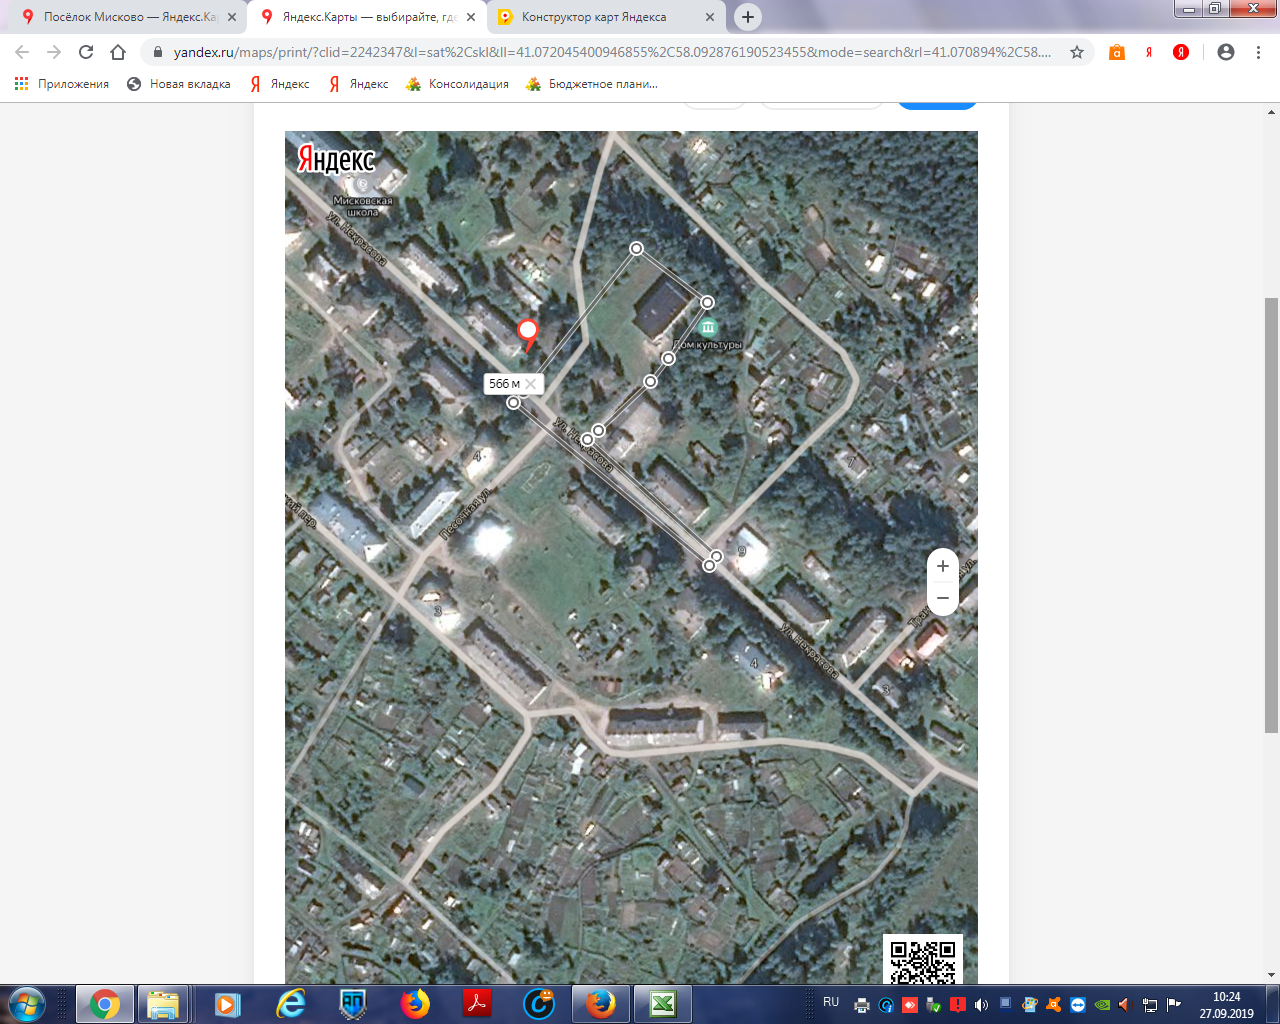 Посёлок Мисково — Яндекс.Ка
Яндекс.Карты — выбирайте, гд
Конструктор карт Яндекса
yandex.ru/maps/print/?clid=2242347&l=sat%2Cskl&ll=41.072045400946855%2C58.092876190523455&mode=search&rl=41.070894%2C58....
Приложения
Новая вкладка
Яндекс
Яндекс
Консолидация
Бюджетное плани...
Яндекс
Мисковская
школа
ул. Некрасова
Дом культуры
566 м
ул. Некрасова
4
1
Песочная ул.
кий пер.
9
3
ул. Некрасова
4
3
RU
10:24
27.09.2019